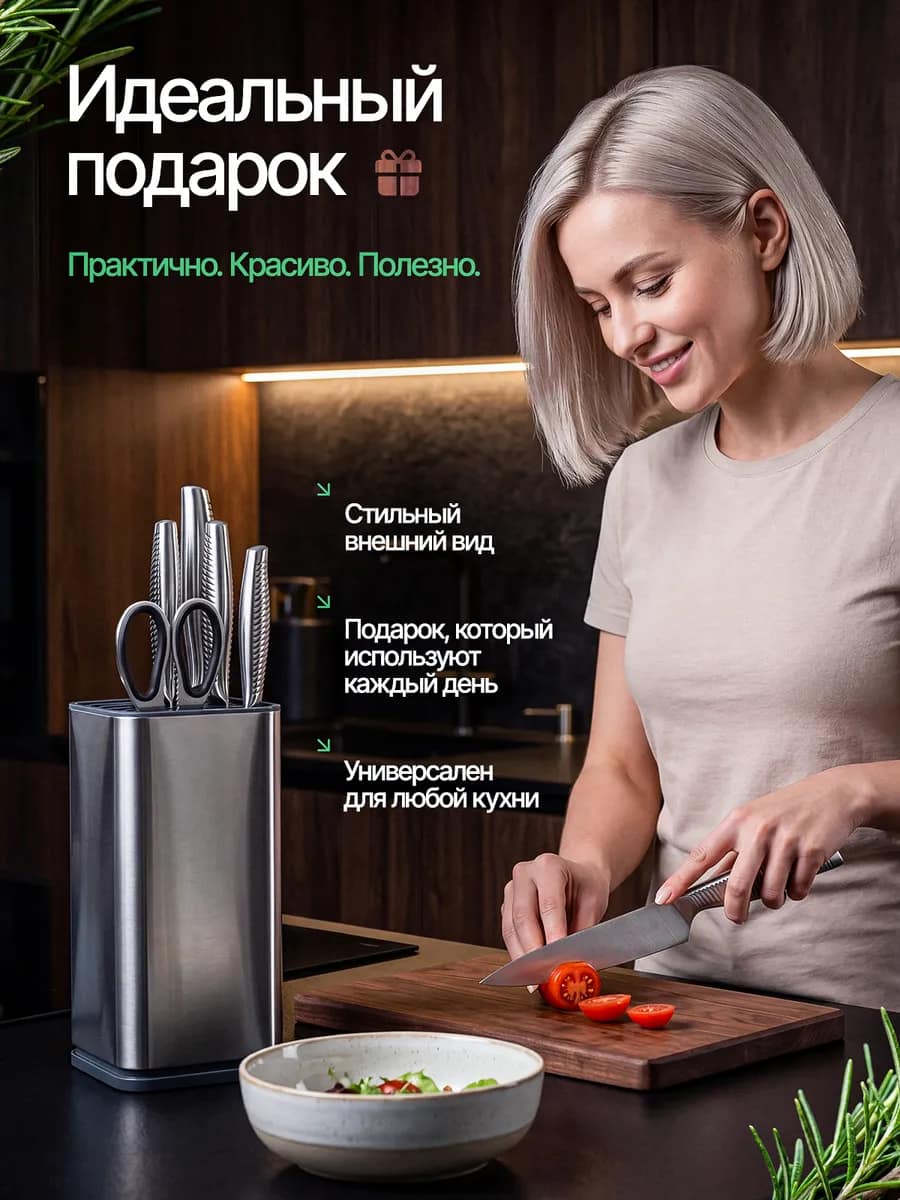 Идеальный
подарок
Практично. Красиво. Полезно.
Стильный
внешний вид
Подарок, который
используют
каждый день
Универсален
для любой кухни